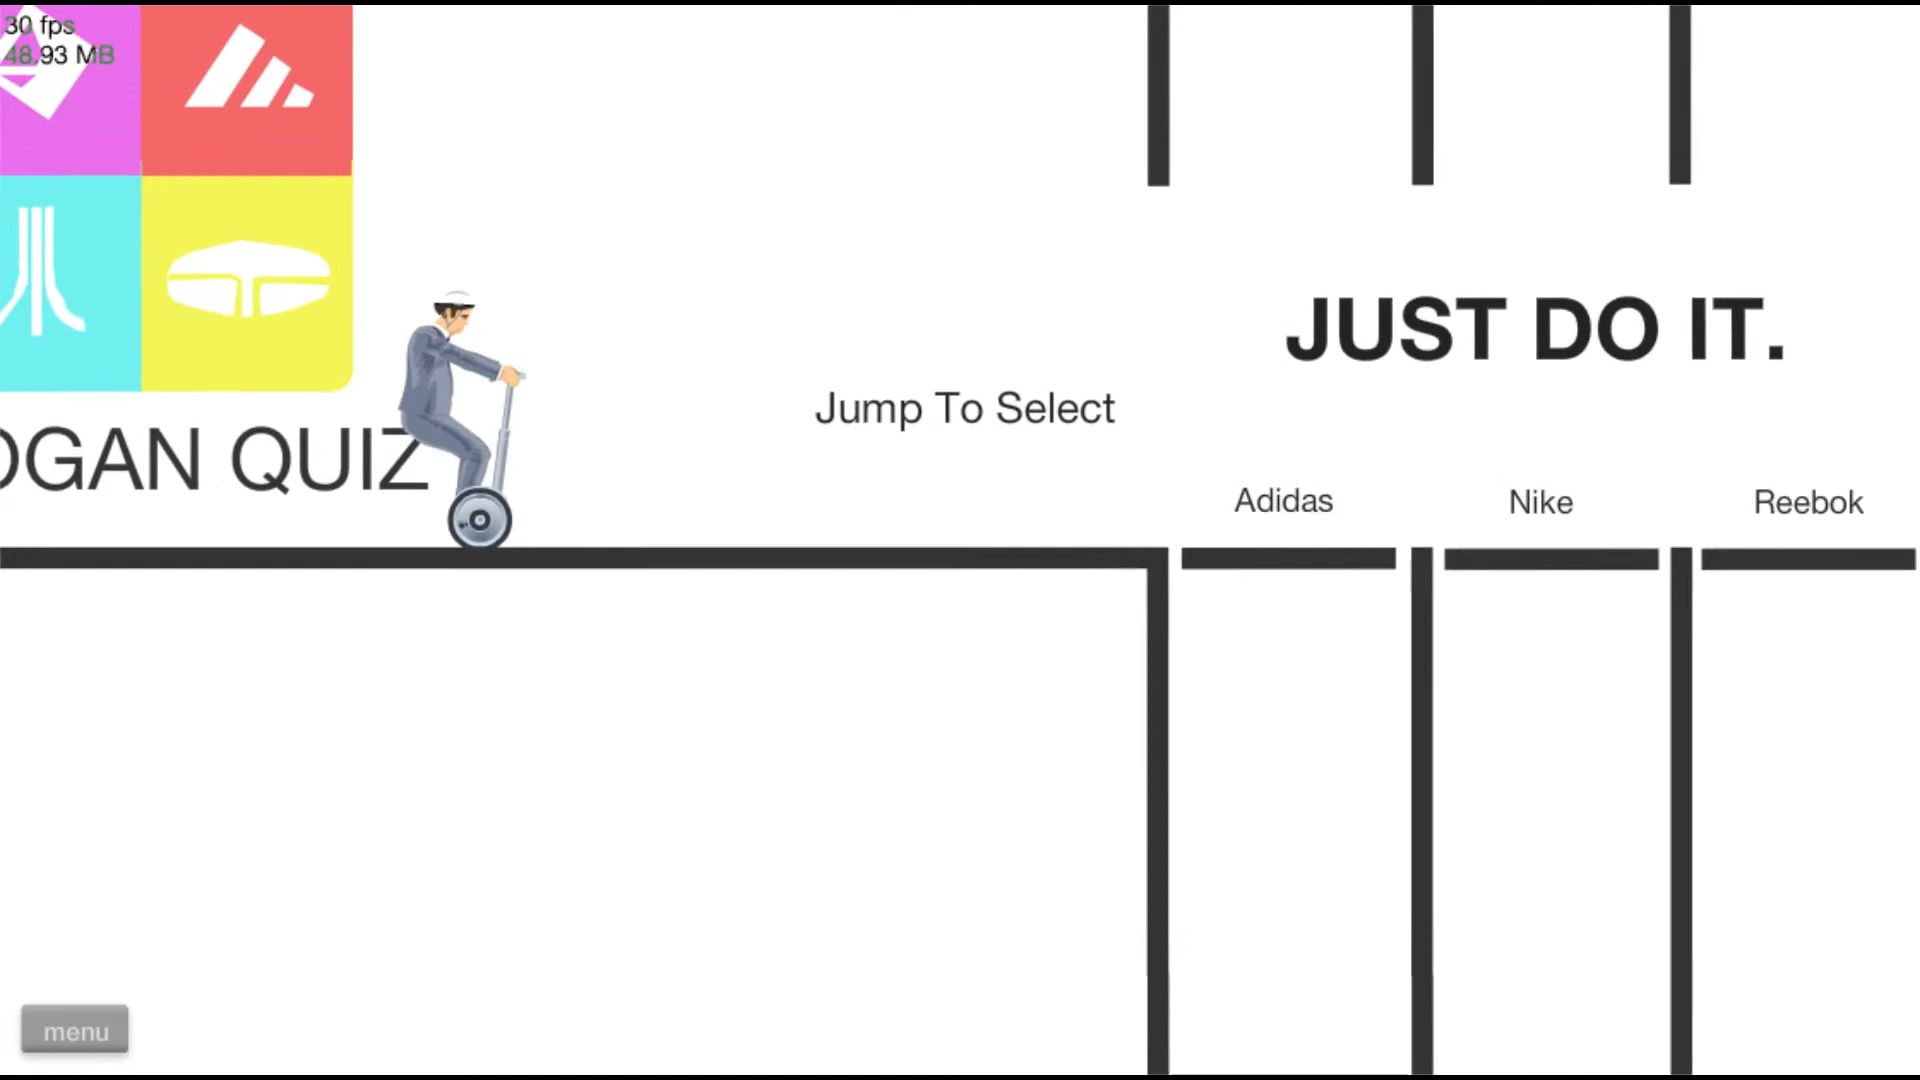 30 fps
48.93 MB
JUST DO IT.
Jump To Select
OGAN QUIZ
Adidas
Nike
Reebok
menu